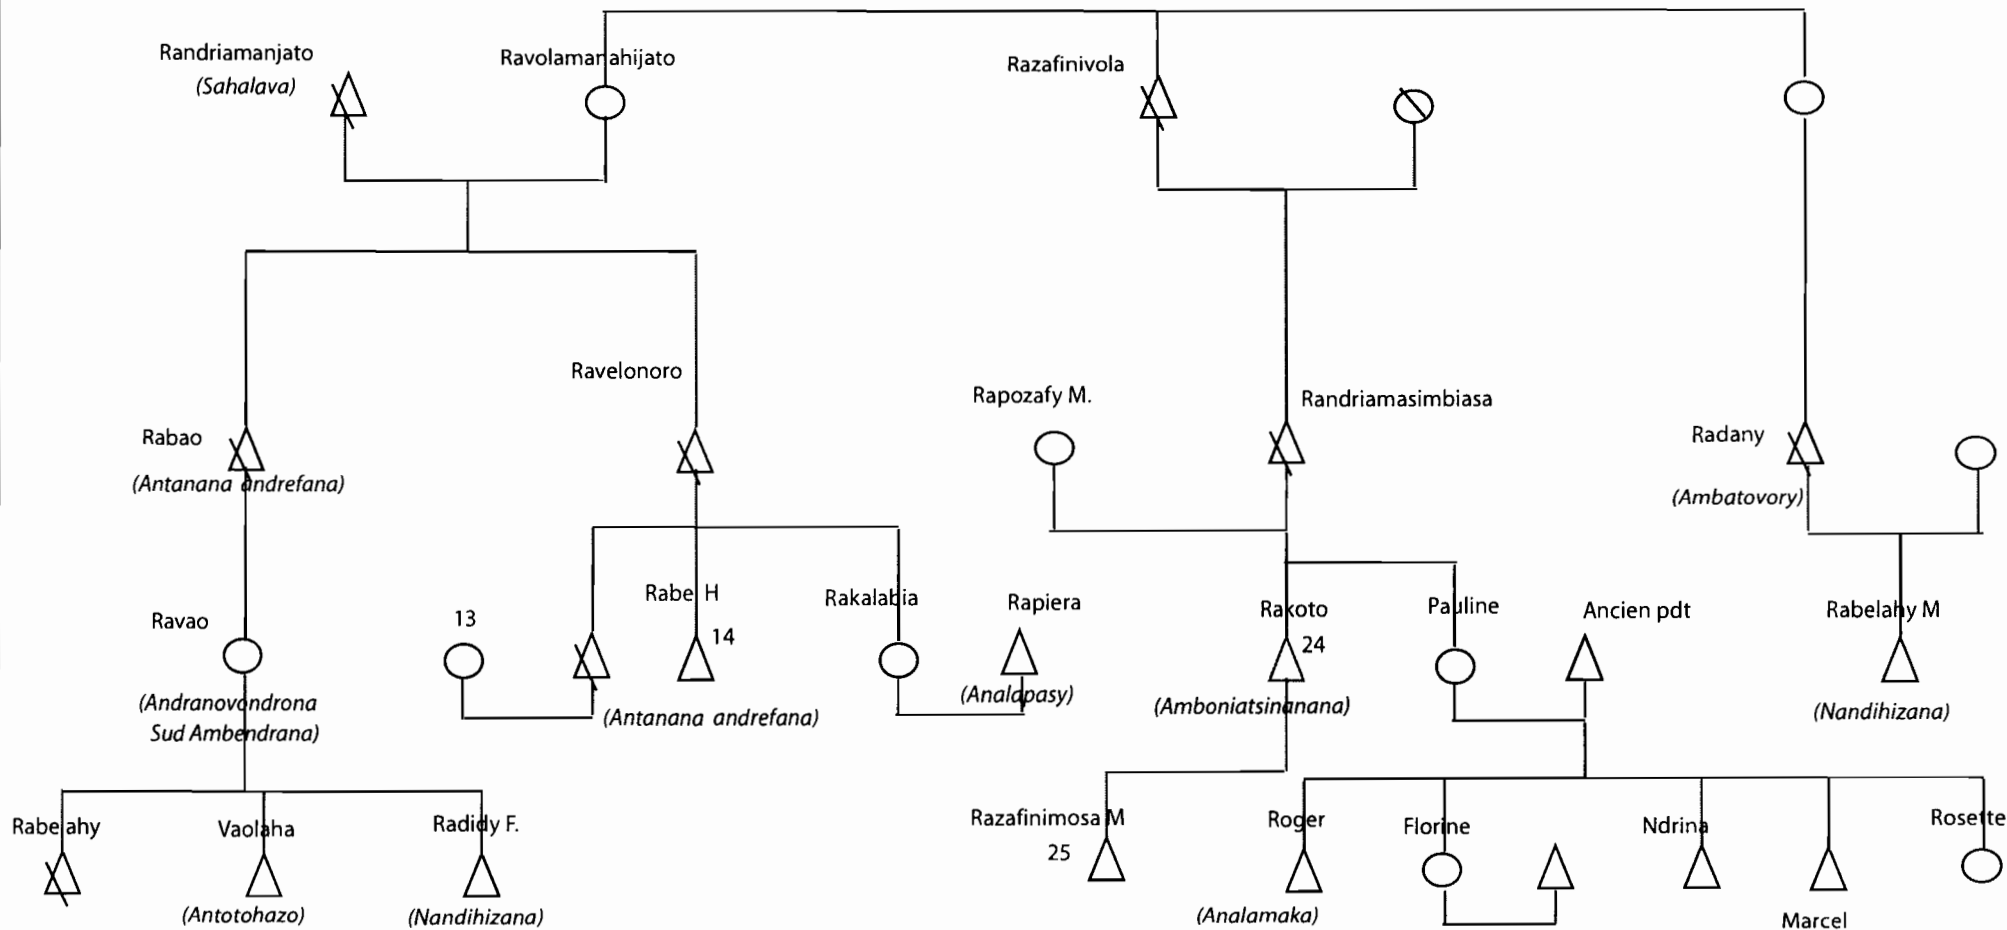 Randriamanjato
(Sahalava)
Ravolamanahijato
Razafinivola
Ravelonoro
Rabao
(Antanana andrefana)
Rapozafy M.
Randriamasimbiasa
Radany
(Ambatovory)
Ravao
(Andranovondrona
Sud Ambendrana)
13
Rabe H
14
(Antanana andrefana)
Rakalabia
Rapiera
(Analapasy)
Rakoto
24
(Amboniatsinanana)
Pauline
Ancien pdt
Rabelahy M
(Nandihizana)
Rabelahy
Vaolaha
(Antotohazo)
Radidy F.
(Nandihizana)
Razafinimosa M
25
Roger
(Analamaka)
Florine
Ndrina
Marcel
Rosette